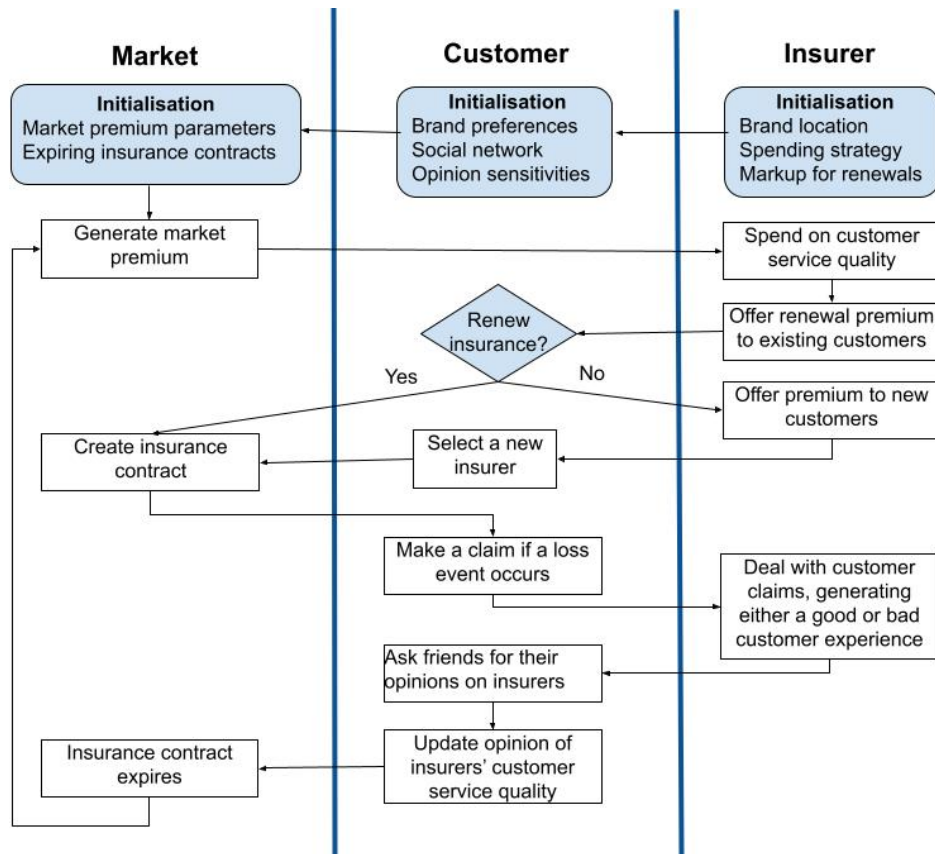 Market
Customer
Insurer
Initialisation
Market premium parameters
Expiring insurance contracts
Initialisation
Brand preferences
Social network
Opinion sensitivities
Initialisation
Brand location
Spending strategy
Markup for renewals
Generate market
premium
Spend on customer
service quality
Renew
insurance?
Offer renewal premium
to existing customers
Yes
No
Offer premium to new
customers
Create insurance
contract
Select a new
insurer
Make a claim if a loss
event occurs
Deal with customer
claims, generating
either a good or bad
customer experience
Ask friends for their
opinions on insurers
Insurance contract
expires
Update opinion of
insurers’ customer
service quality